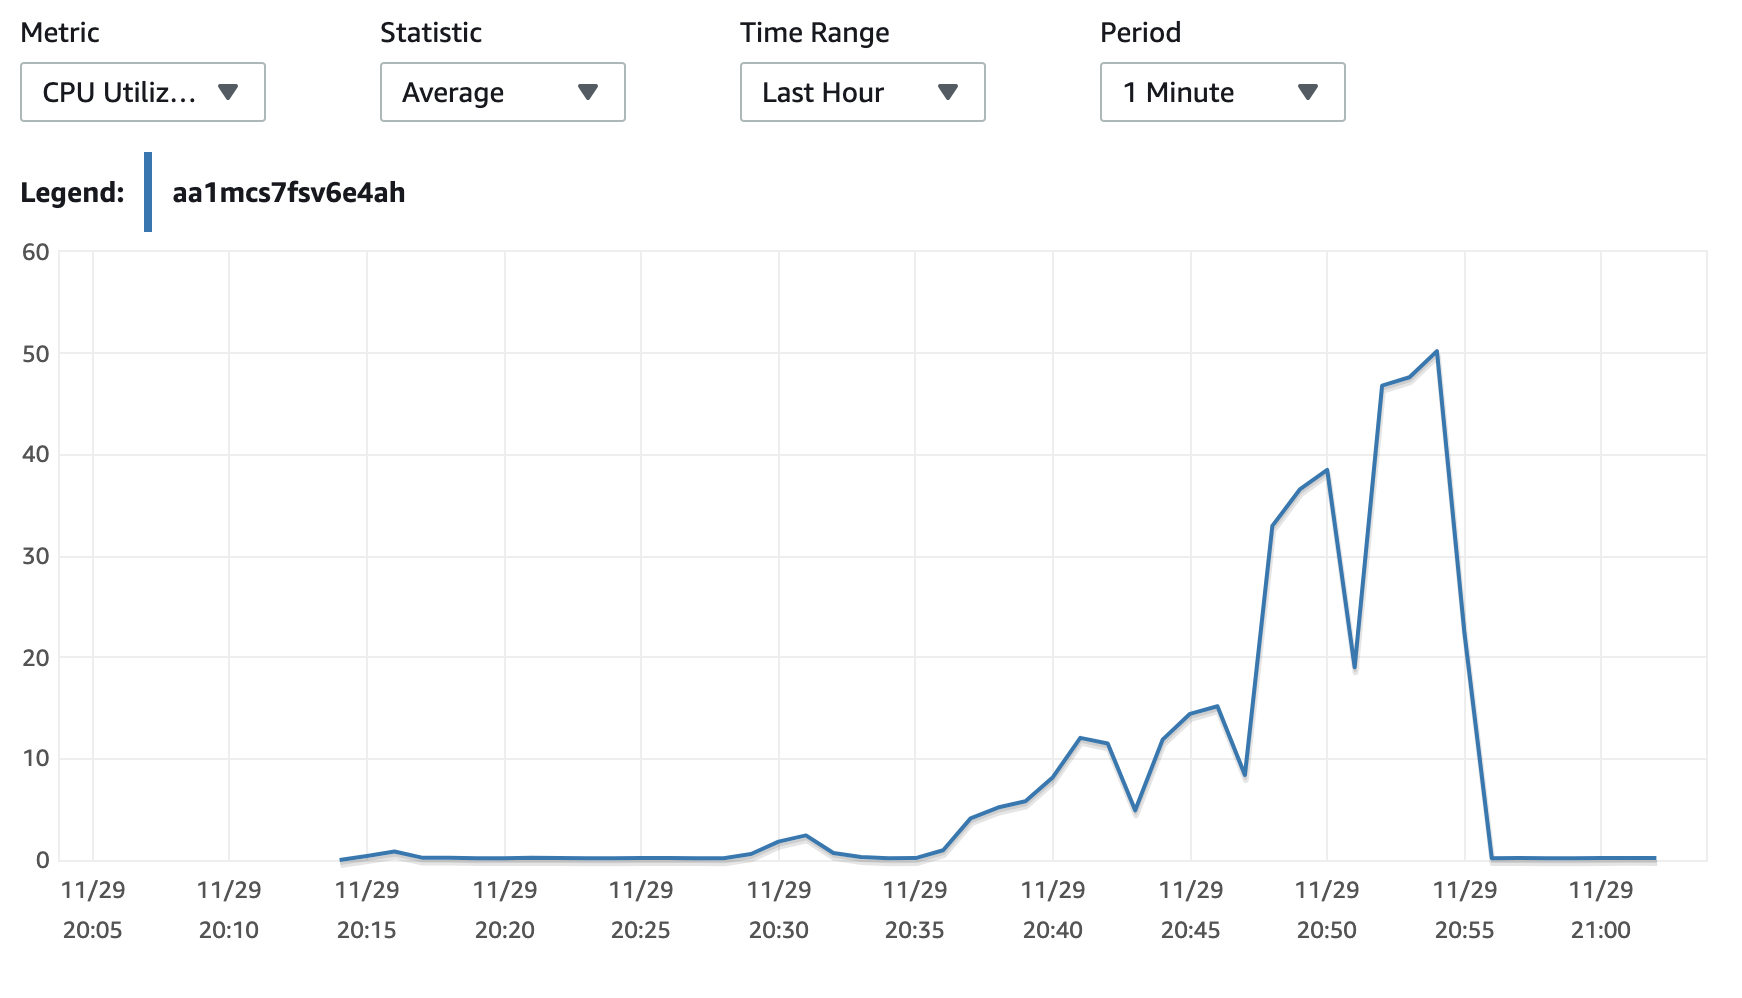 Metric Statistic Time Range Period
CPU Utiliz... Average Last Hour 1 Minute
Legend: aa1mcs7fsv6e4ah
60
50
40
30
20
10
0
11/29 11/29 11/29 11/29 11/29 11/29 11/29 11/29 11/29 11/29 11/29 11/29
20:05 20:10 20:15 20:20 20:25 20:30 20:35 20:40 20:45 20:50 20:55 21:00